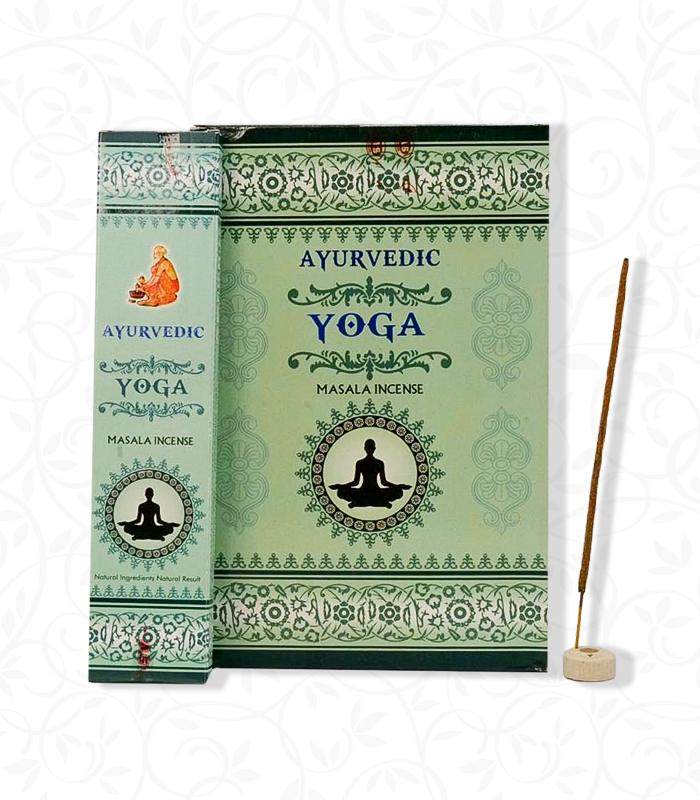 AYURVEDIC
YOGA
MASALA INCENSE
Natural Ingredients Natural Result
AYURVEDIC
YOGA
MASALA INCENSE